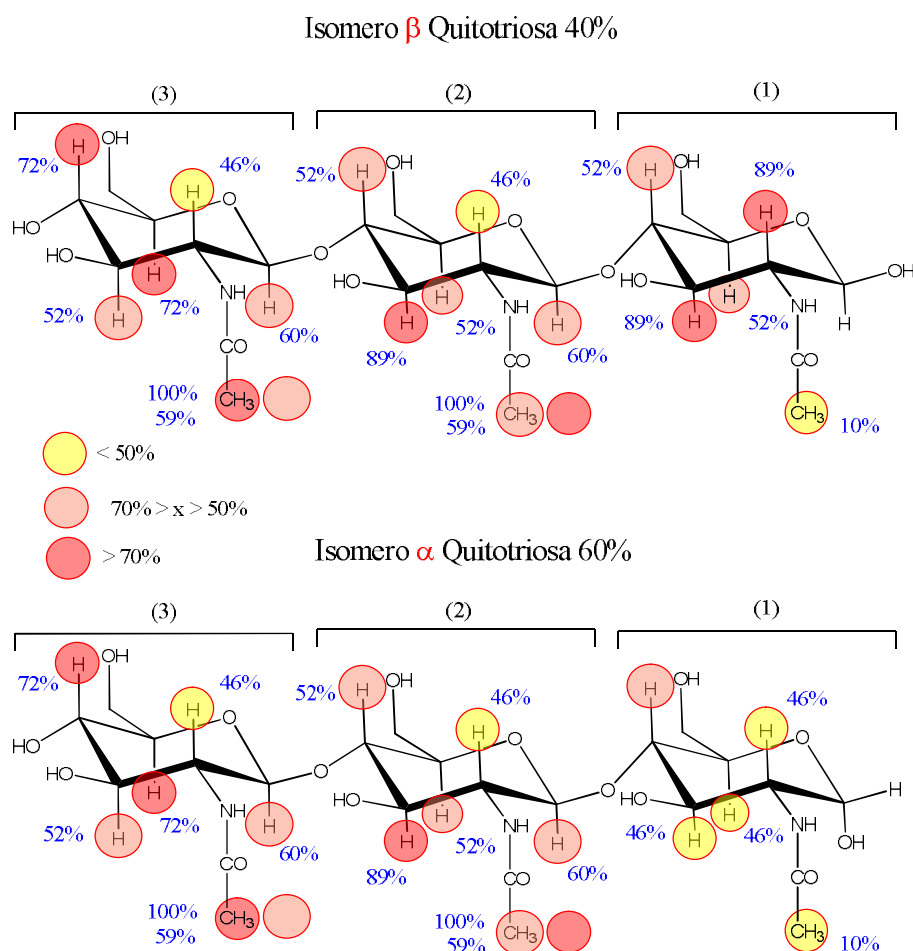 Isomero β Quitotriosa 40%
(3) (2) (1)
H OH 72% 46% H O HO HO H H 52% 72% NH H 60% CO 100% 59% CH3
O 52% H OH 46% H O HO H H 89% 52% NH H 60% CO 100% 59% CH3
O 52% H OH 89% H O OH HO H H 89% 52% NH H CO CH3 10%
< 50%
70% > x > 50%
> 70%
Isomero α Quitotriosa 60%
(3) (2) (1)
H OH 72% 46% H O HO HO H H 52% 72% NH H 60% CO 100% 59% CH3
O 52% H OH 46% H O HO H H 89% 52% NH H 60% CO 100% 59% CH3
O H OH 46% H O H HO H H 46% 46% NH OH CO CH3 10%